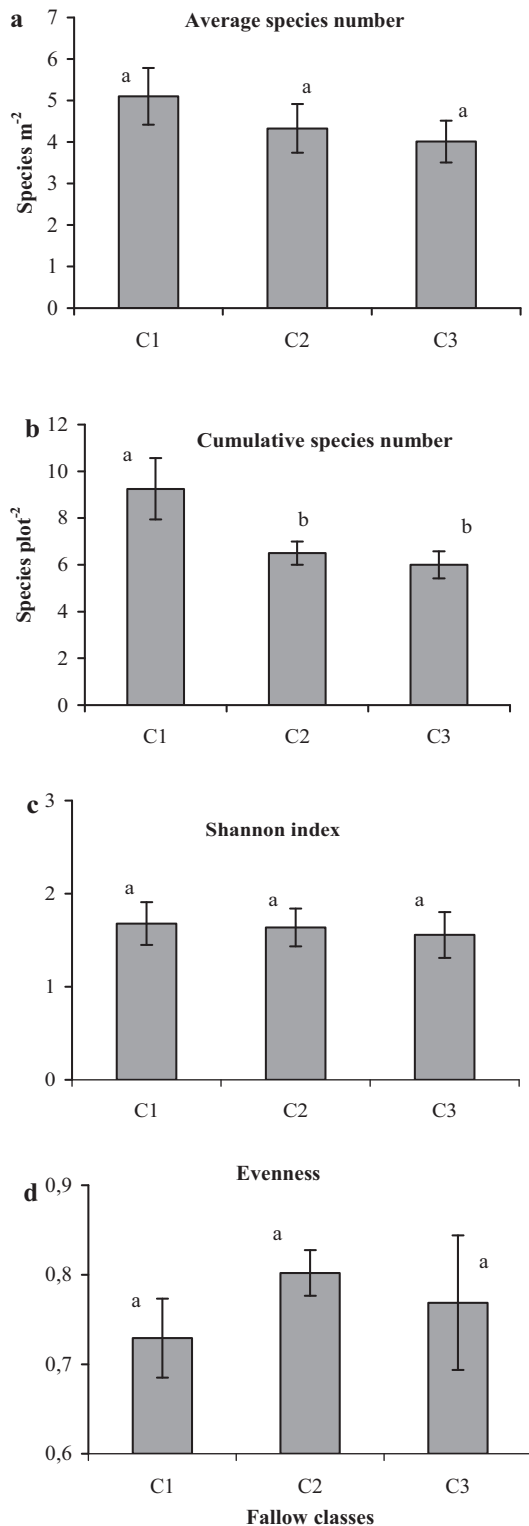 a
Average species number
7
6
5
4
3
2
1
0
Species m⁻²
a
a
a
C1
C2
C3
b
Cumulative species number
12
10
8
6
4
2
0
Species plot⁻²
a
b
b
C1
C2
C3
c
Shannon index
3
2
1
0
a
a
a
C1
C2
C3
d
Evenness
0,9
0,8
0,7
0,6
a
a
a
C1
C2
C3
Fallow classes